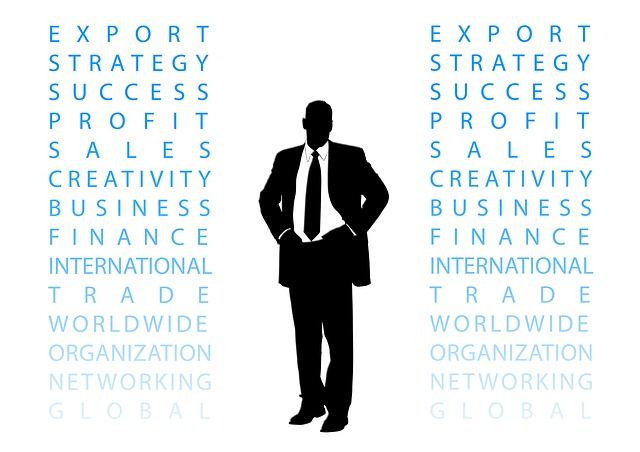 EXPORT
STRATEGY
SUCCESS
PROFIT
SALES
CREATIVITY
BUSINESS
FINANCE
INTERNATIONAL
TRADE
WORLDWIDE
ORGANIZATION
NETWORKING
GLOBAL
EXPORT
STRATEGY
SUCCESS
PROFIT
SALES
CREATIVITY
BUSINESS
FINANCE
INTERNATIONAL
TRADE
WORLDWIDE
ORGANIZATION
NETWORKING
GLOBAL